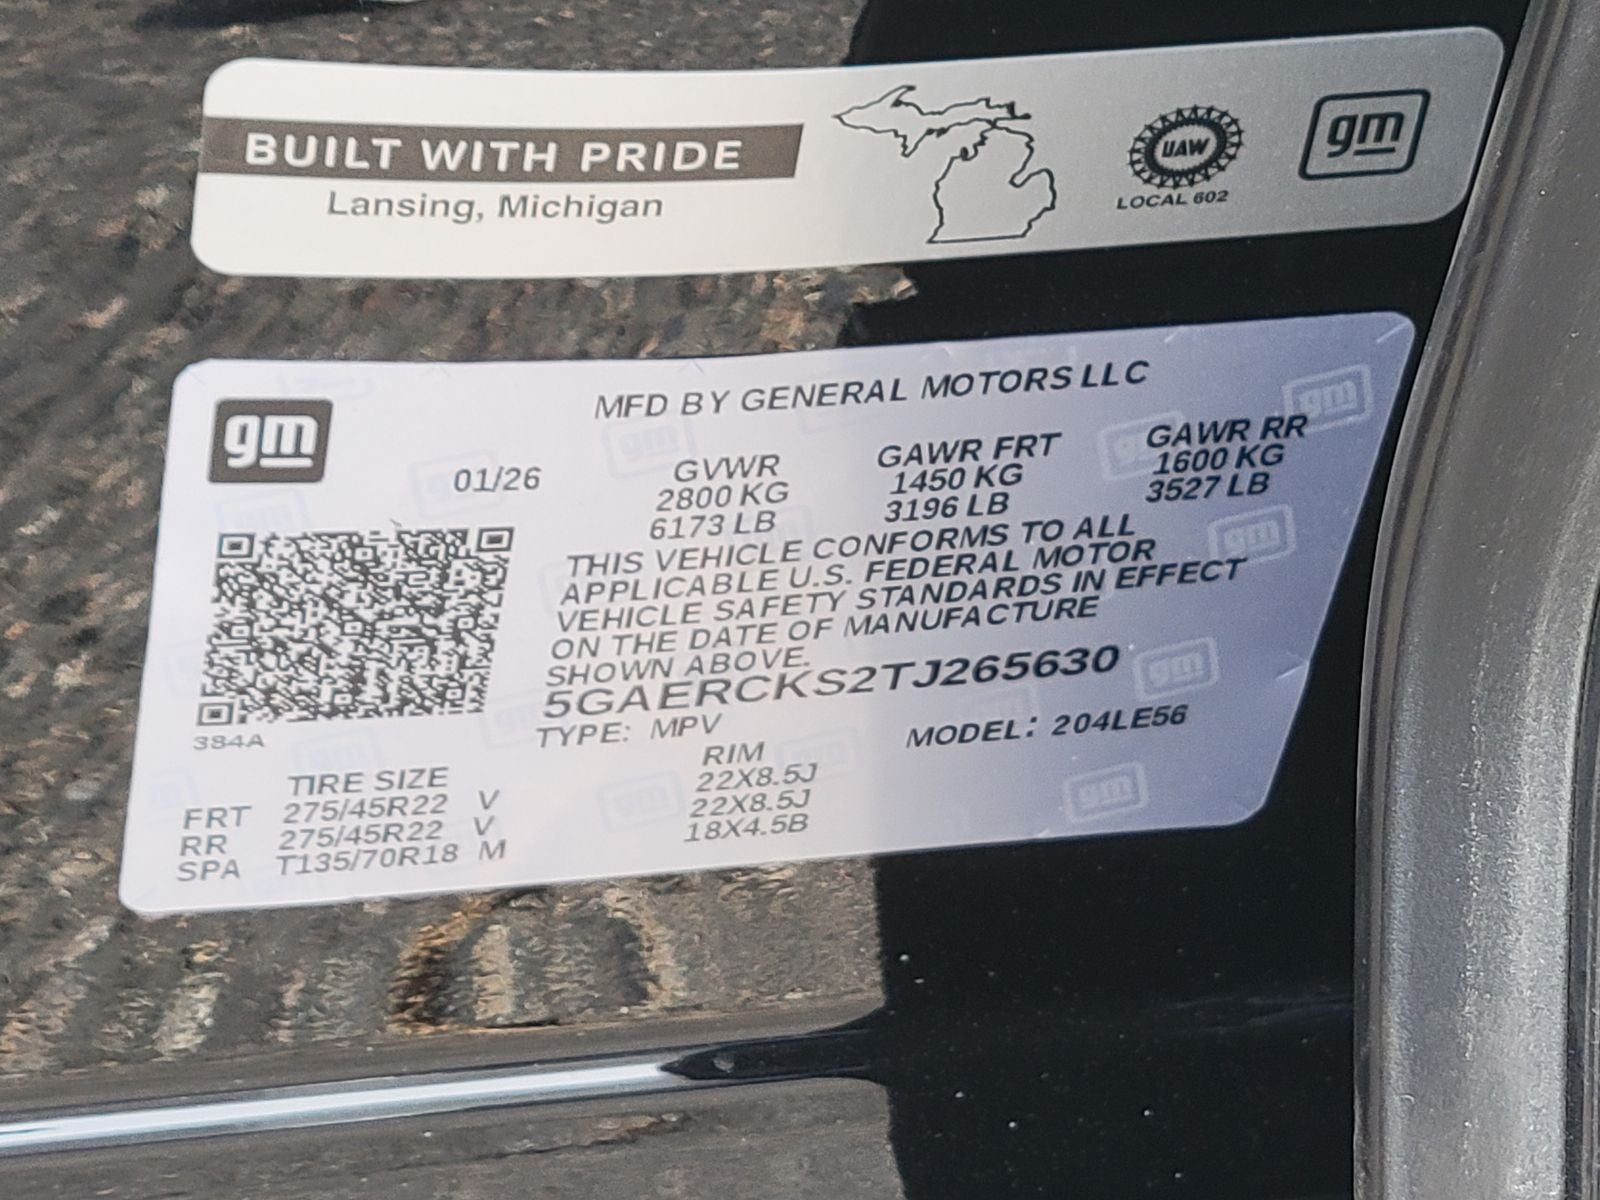 BUILT WITH PRIDE
Lansing, Michigan
UAW
LOCAL 602
gm
gm
MFD BY GENERAL MOTORS LLC
01/26
GVWR GAWR FRT GAWR RR
2800 KG 1450 KG 1600 KG
6173 LB 3196 LB 3527 LB
THIS VEHICLE CONFORMS TO ALL
APPLICABLE U.S. FEDERAL MOTOR
VEHICLE SAFETY STANDARDS IN EFFECT
ON THE DATE OF MANUFACTURE
SHOWN ABOVE.
5GAERCKS2TJ265630
TYPE: MPV MODEL: 204LE56
384A
TIRE SIZE RIM
FRT 275/45R22 V 22X8.5J
RR 275/45R22 V 22X8.5J
SPA T135/70R18 M 18X4.5B